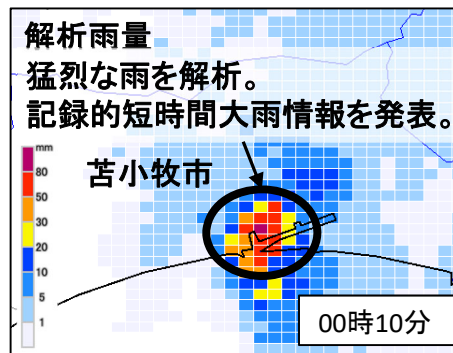 解析雨量
猛烈な雨を解析。
記録的短時間大雨情報を発表。
mm
80
50
30
20
10
5
1
苫小牧市
00時10分